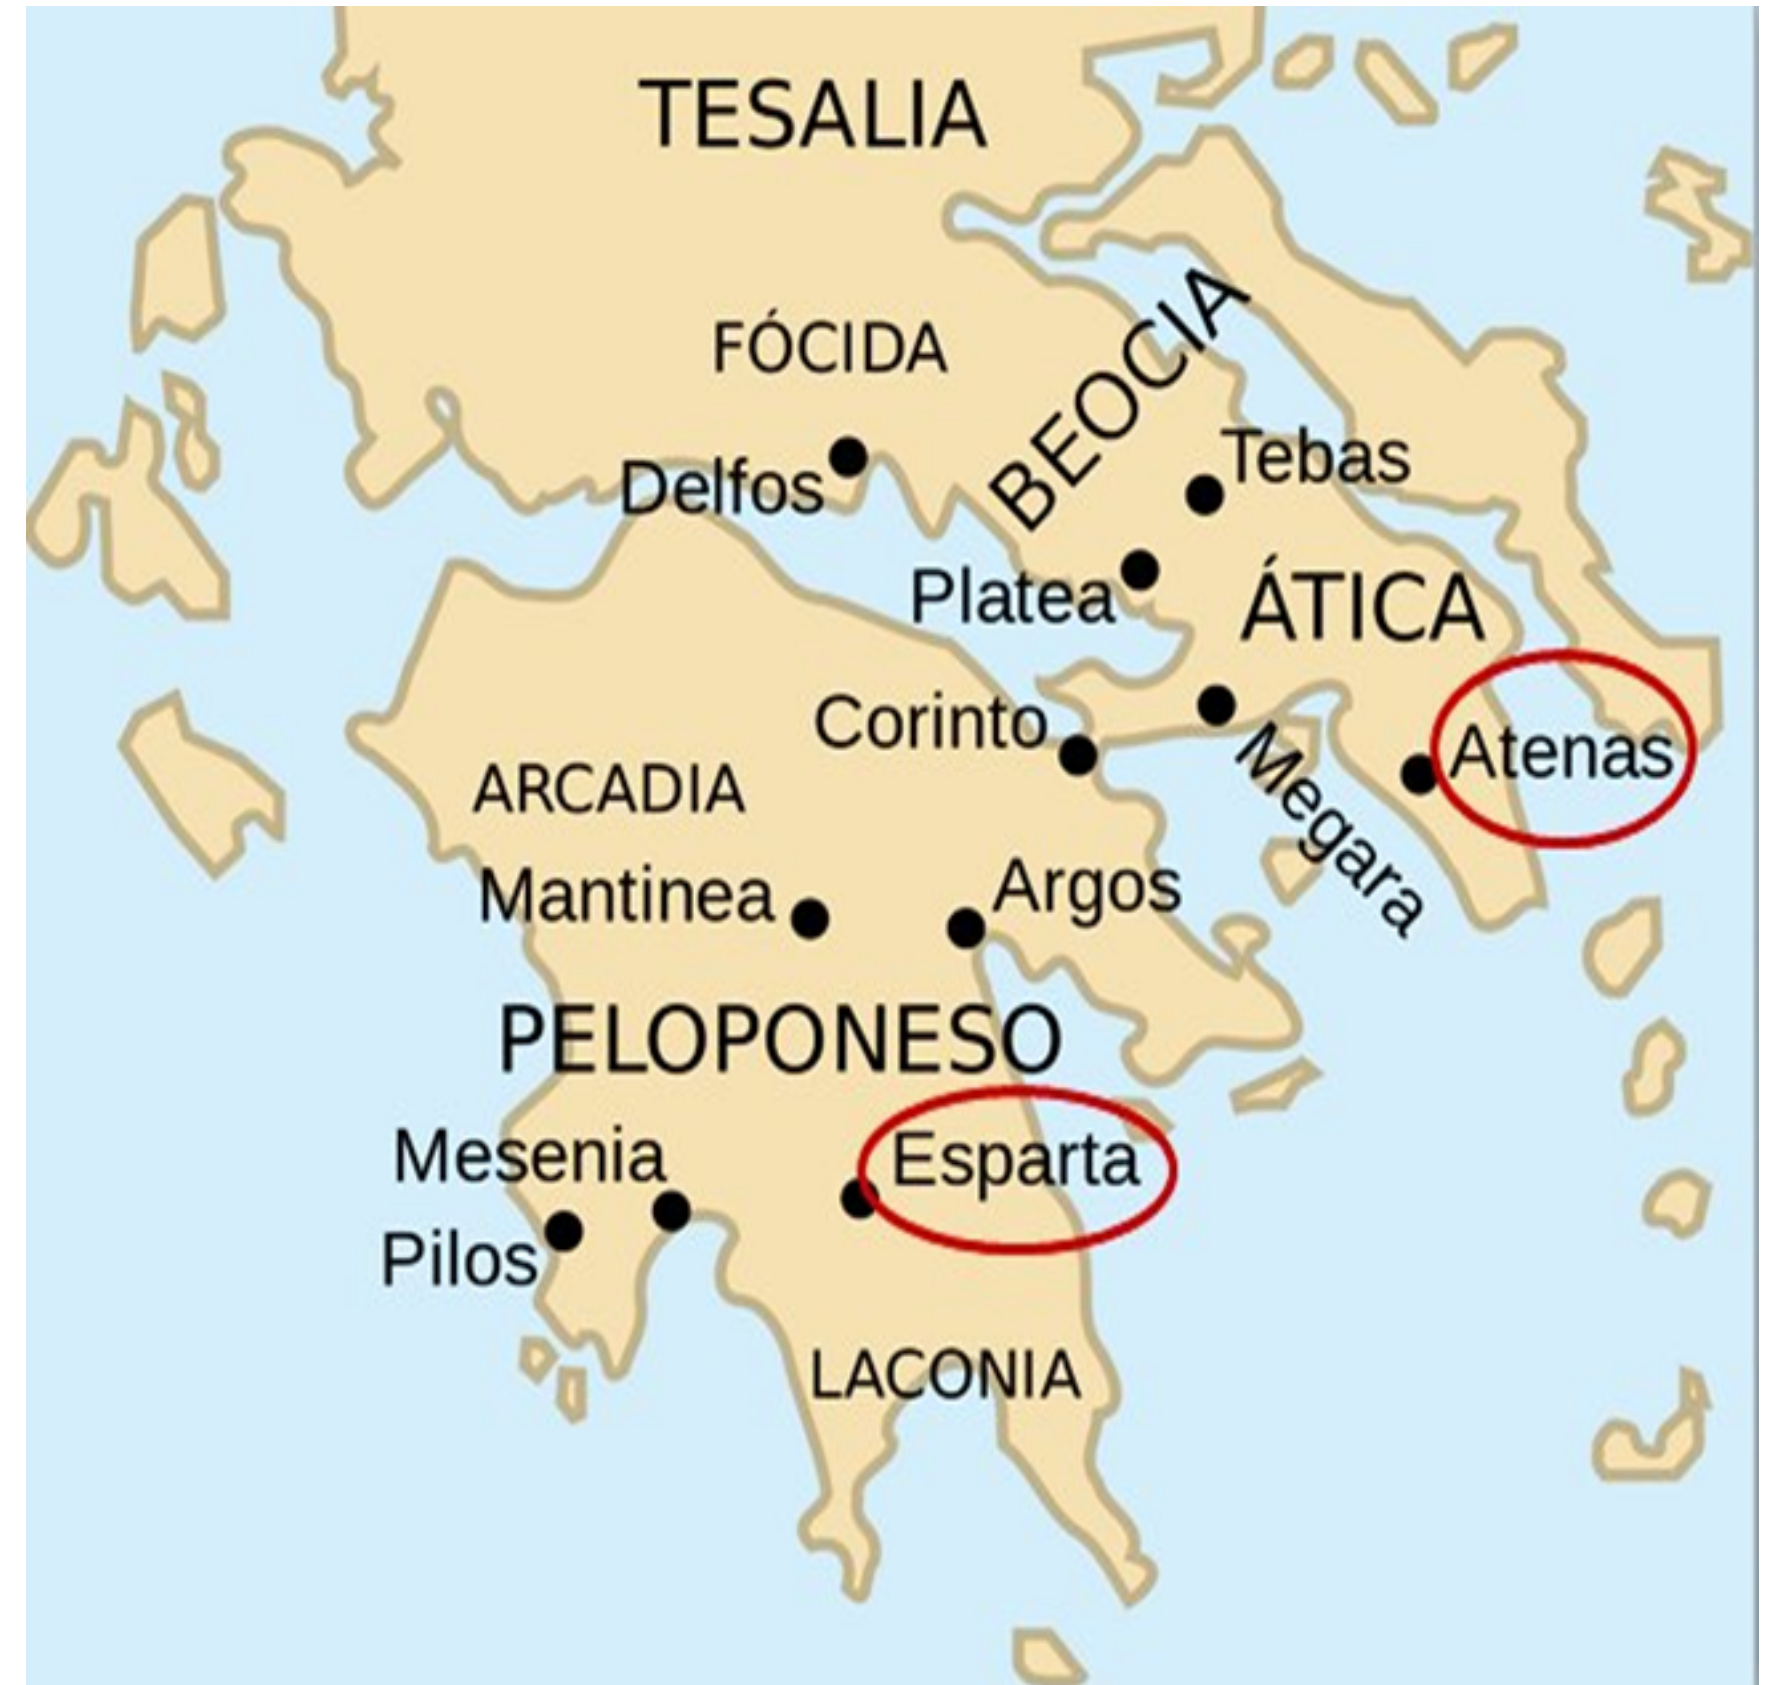 TESALIA
FÓCIDA
BEOCIA
Tebas
Delfos
Platea
ÁTICA
Corinto
Atenas
Megara
ARCADIA
Mantinea
Argos
PELOPONESO
Mesenia
Esparta
Pilos
LACONIA